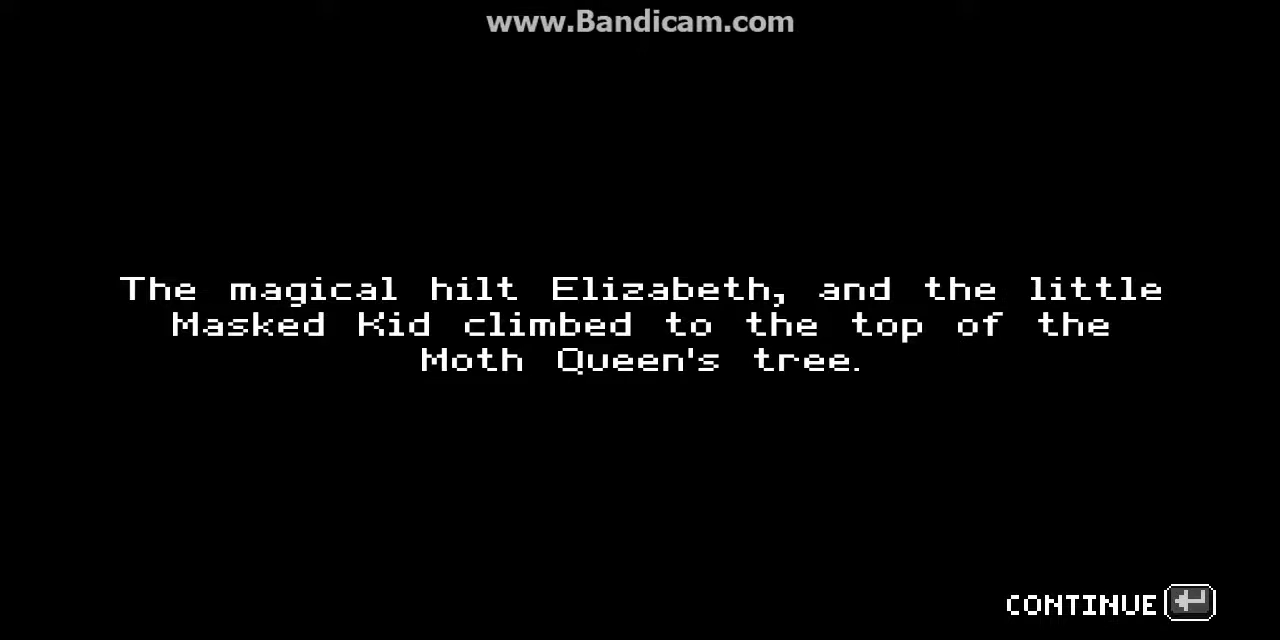 www.Bandicam.com
The magical hilt Elizabeth, and the little
Masked Kid climbed to the top of the
Moth Queen's tree.
CONTINUE